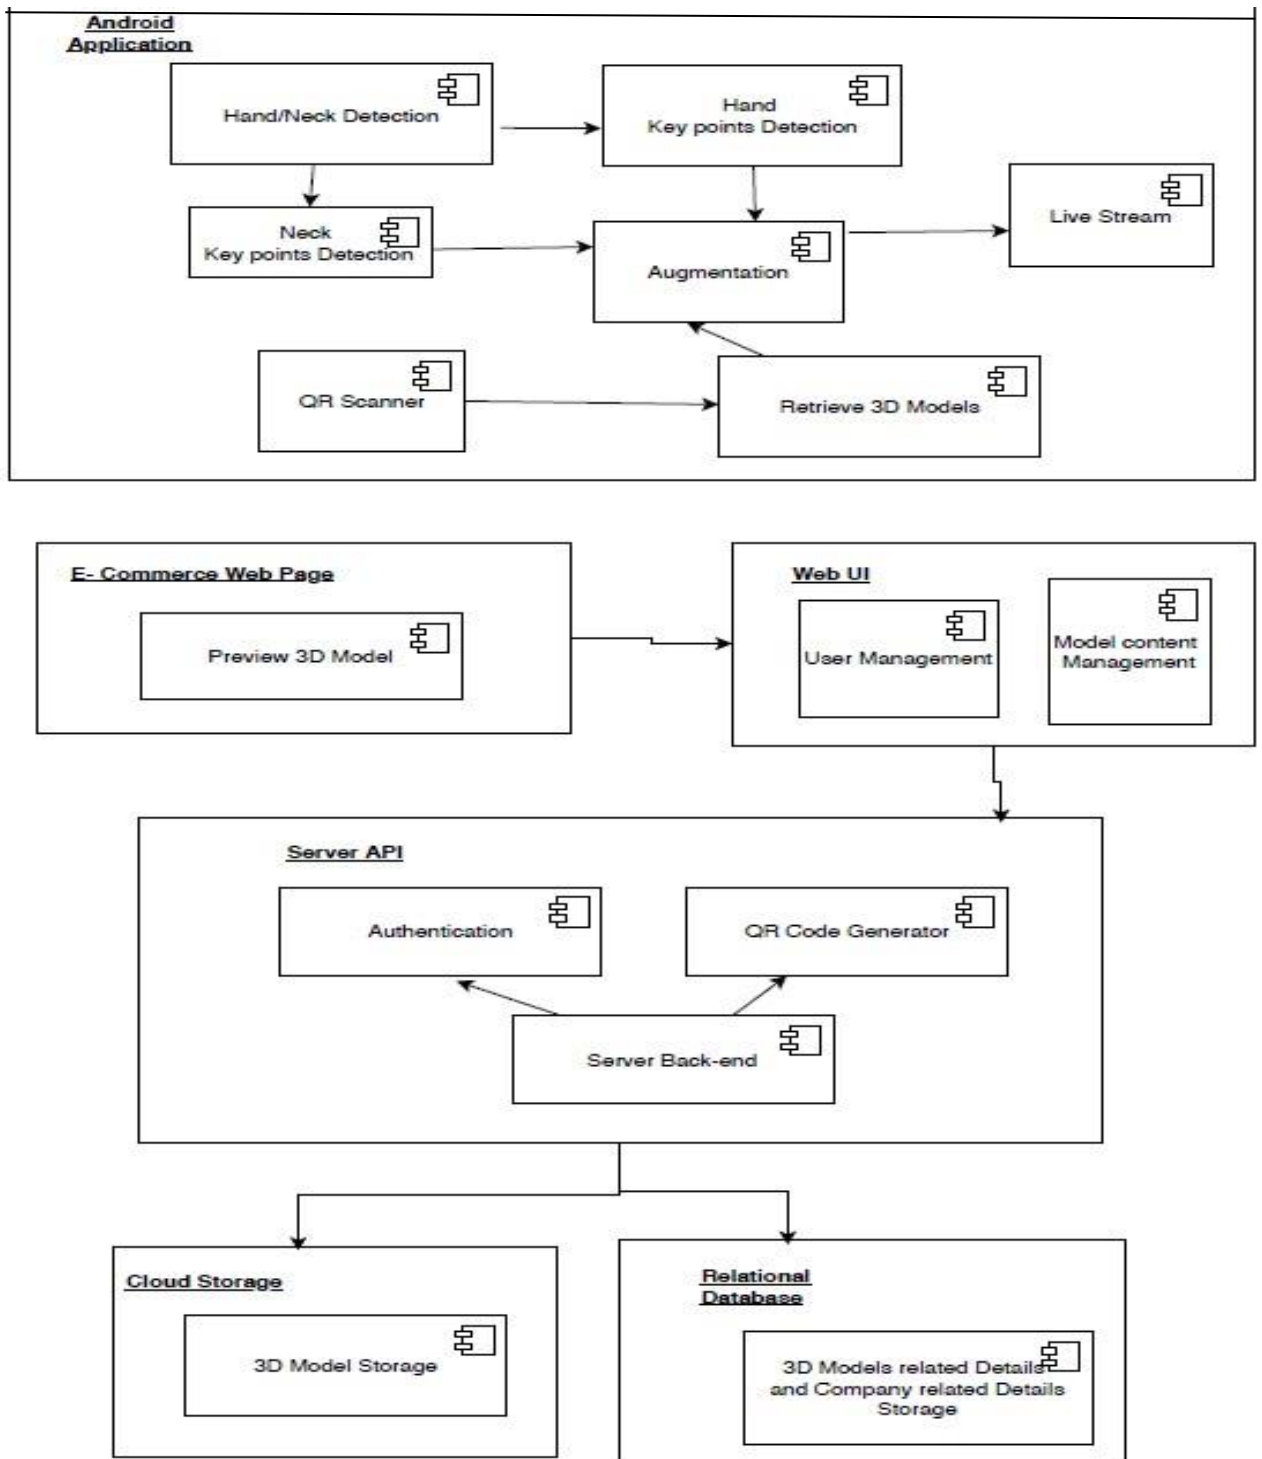 Android
Application
Hand/Neck Detection
Hand
Key points Detection
Neck
Key points Detection
Augmentation
Live Stream
QR Scanner
Retrieve 3D Models
E- Commerce Web Page
Preview 3D Model
Web UI
User Management
Model content
Management
Server API
Authentication
QR Code Generator
Server Back-end
Cloud Storage
3D Model Storage
Relational
Database
3D Models related Details
and Company related Details
Storage